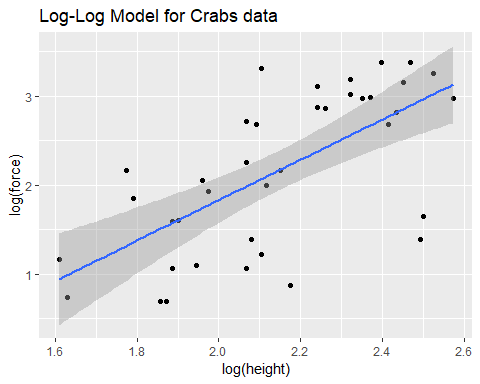 Log-Log Model for Crabs data
log(force)
3
2
1
1.6 1.8 2.0 2.2 2.4 2.6
log(height)